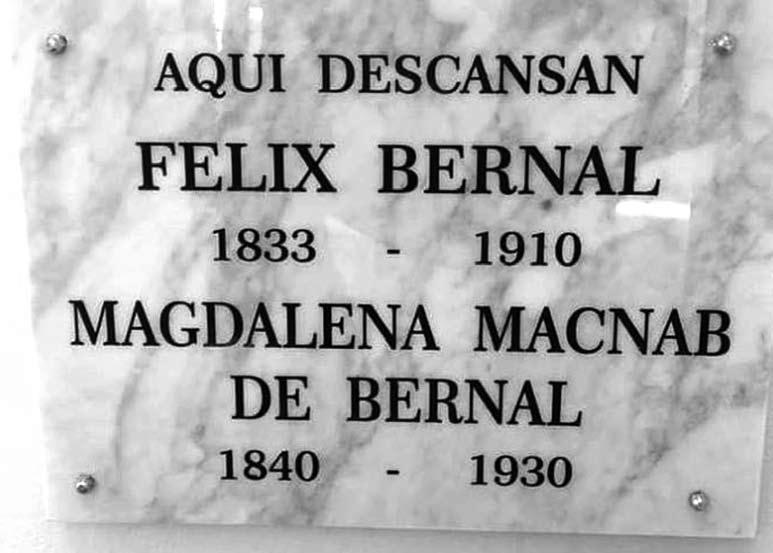 AQUI DESCANSAN
FELIX BERNAL
1833 - 1910
MAGDALENA MACNAB
DE BERNAL
1840 - 1930